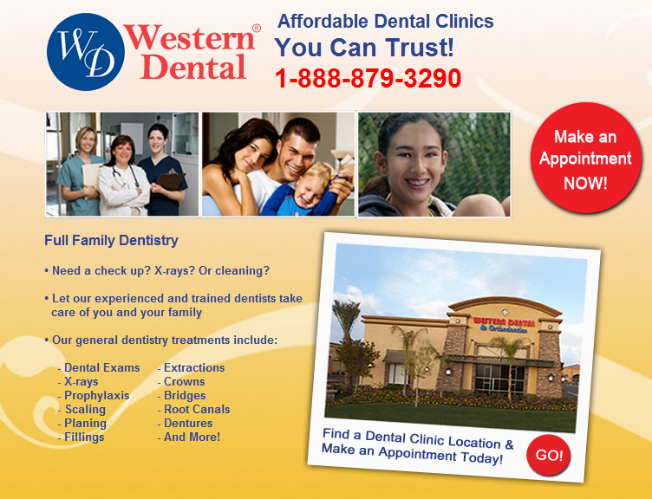 WD
Western®
Dental
Affordable Dental Clinics
You Can Trust!
1-888-879-3290
Make an
Appointment
NOW!
Full Family Dentistry
• Need a check up? X-rays? Or cleaning?
• Let our experienced and trained dentists take
care of you and your family
• Our general dentistry treatments include:
- Dental Exams
- X-rays
- Prophylaxis
- Scaling
- Planing
- Fillings
- Extractions
- Crowns
- Bridges
- Root Canals
- Dentures
- And More!
WESTERN DENTAL
& Orthodontics
Find a Dental Clinic Location &
Make an Appointment Today!
GO!